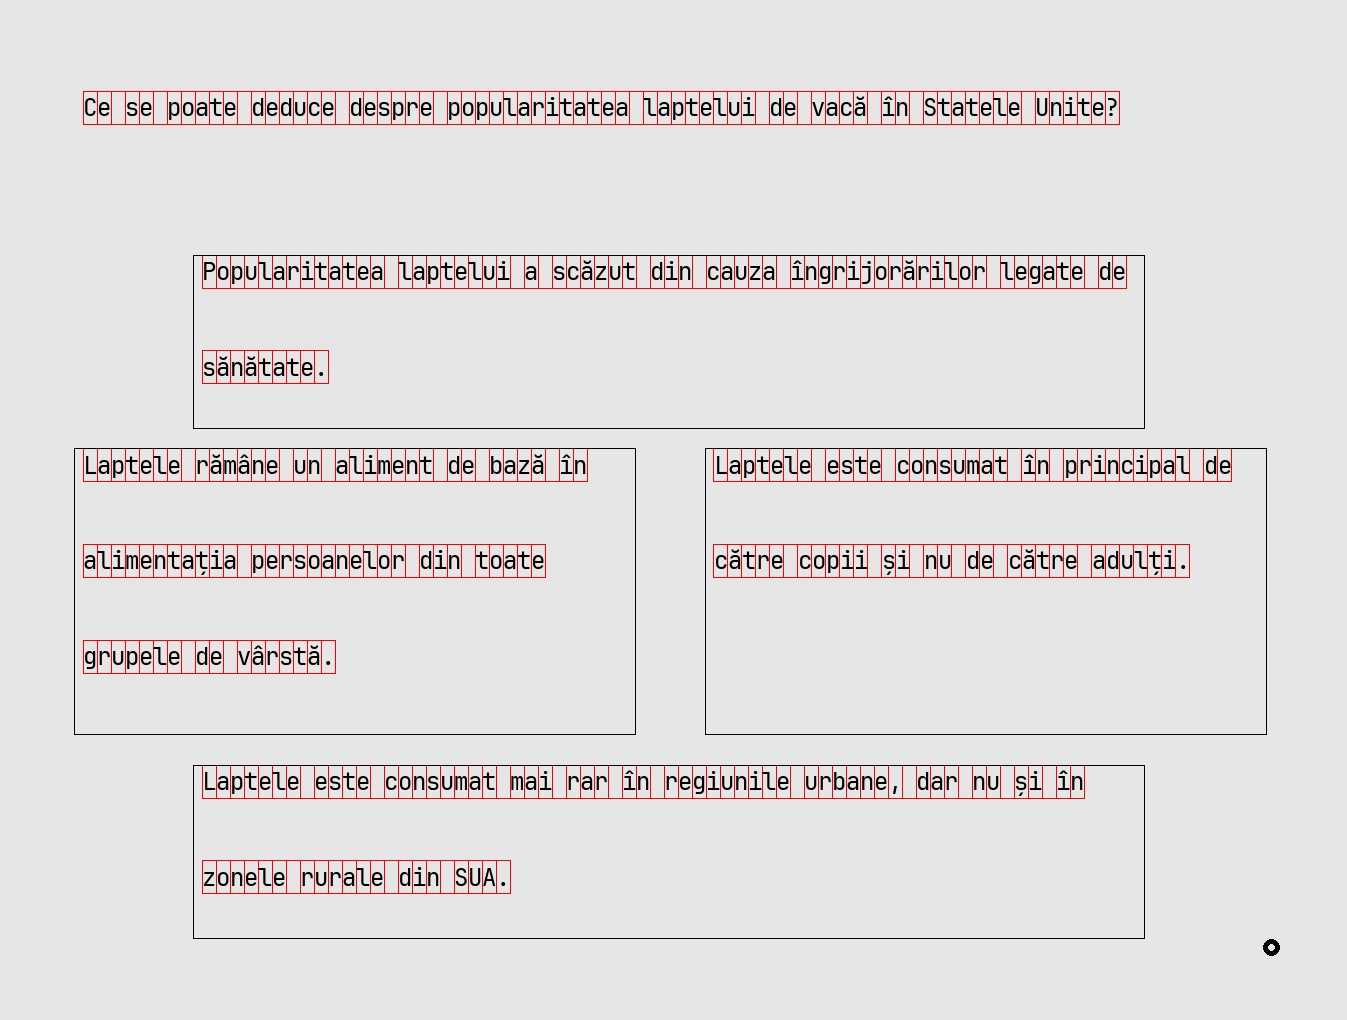 Ce se poate deduce despre popularitatea laptelui de vacă în Statele Unite?
Popularitatea laptelui a scăzut din cauza îngrijorărilor legate de
sănătate.
Laptele rămâne un aliment de bază în
alimentația persoanelor din toate
grupele de vârstă.
Laptele este consumat în principal de
către copii și nu de către adulți.
Laptele este consumat mai rar în regiunile urbane, dar nu și în
zonele rurale din SUA.